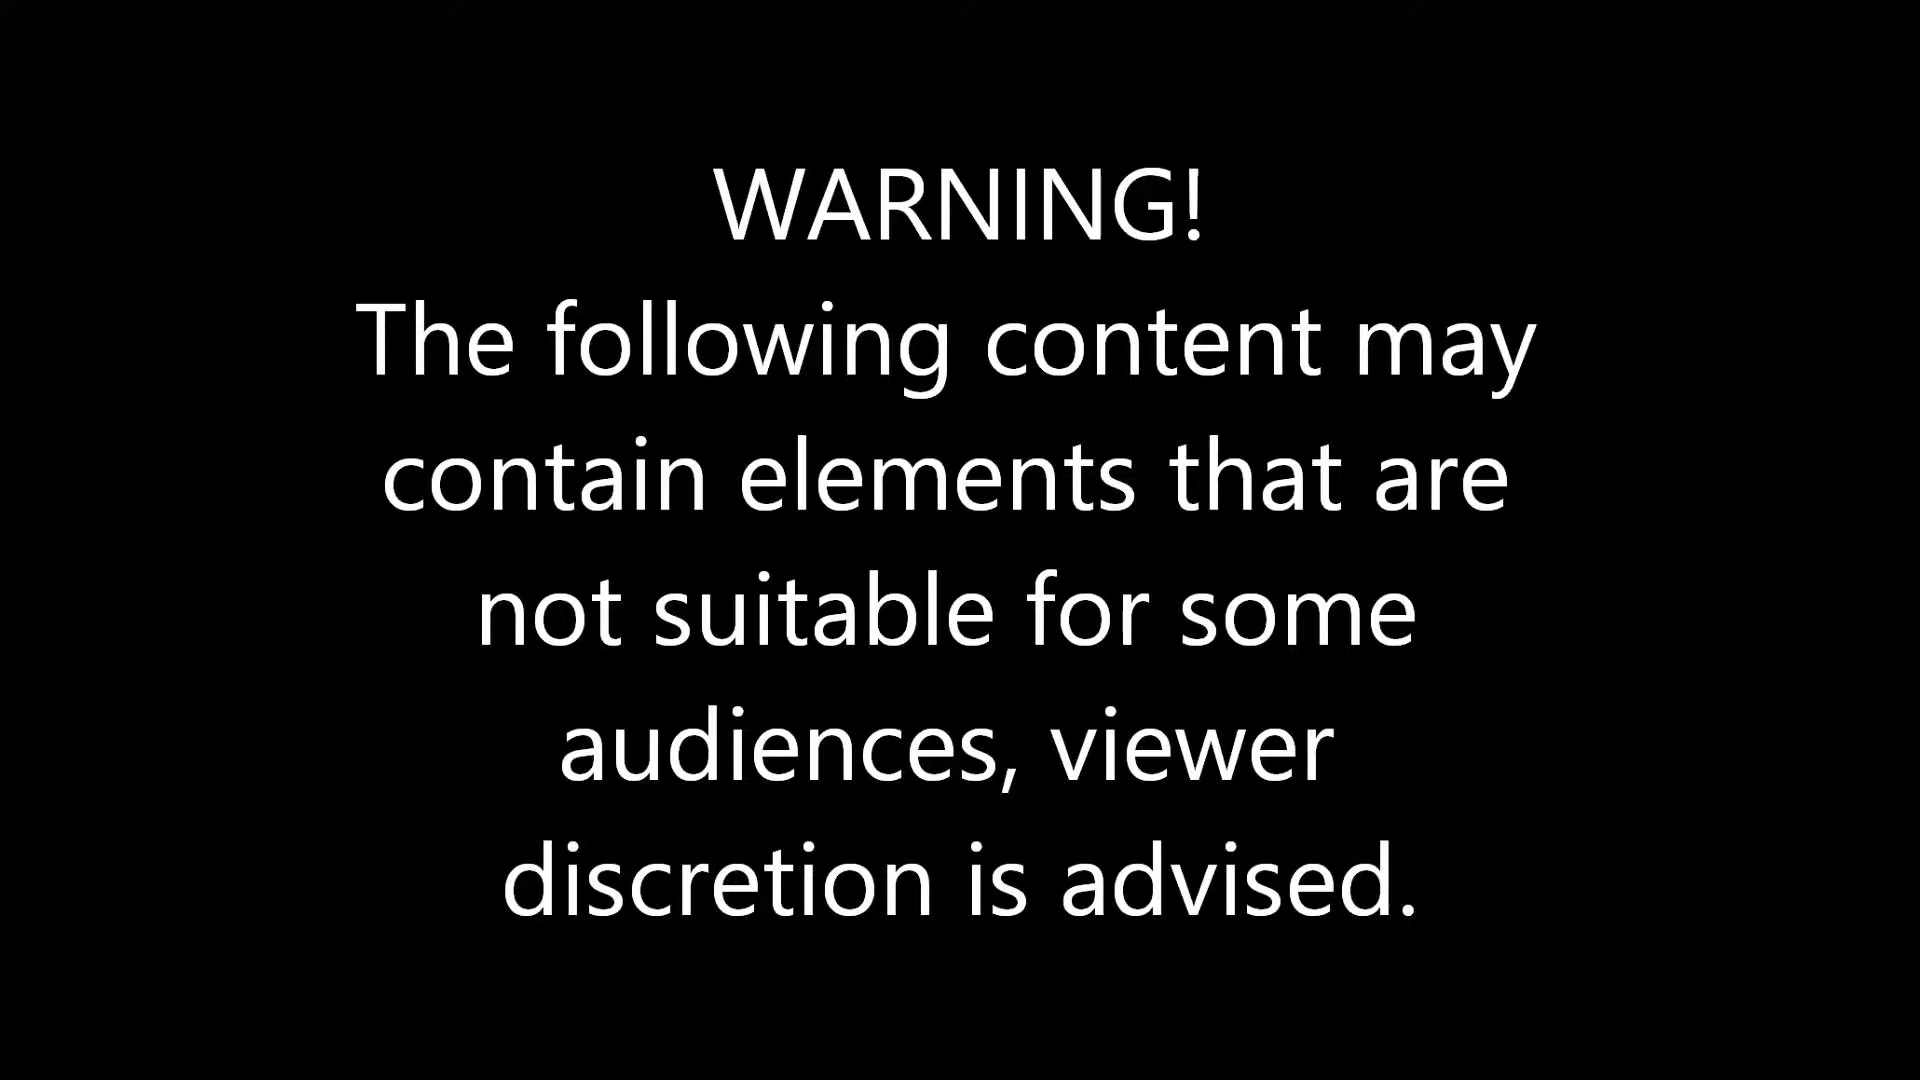 WARNING!
The following content may
contain elements that are
not suitable for some
audiences, viewer
discretion is advised.